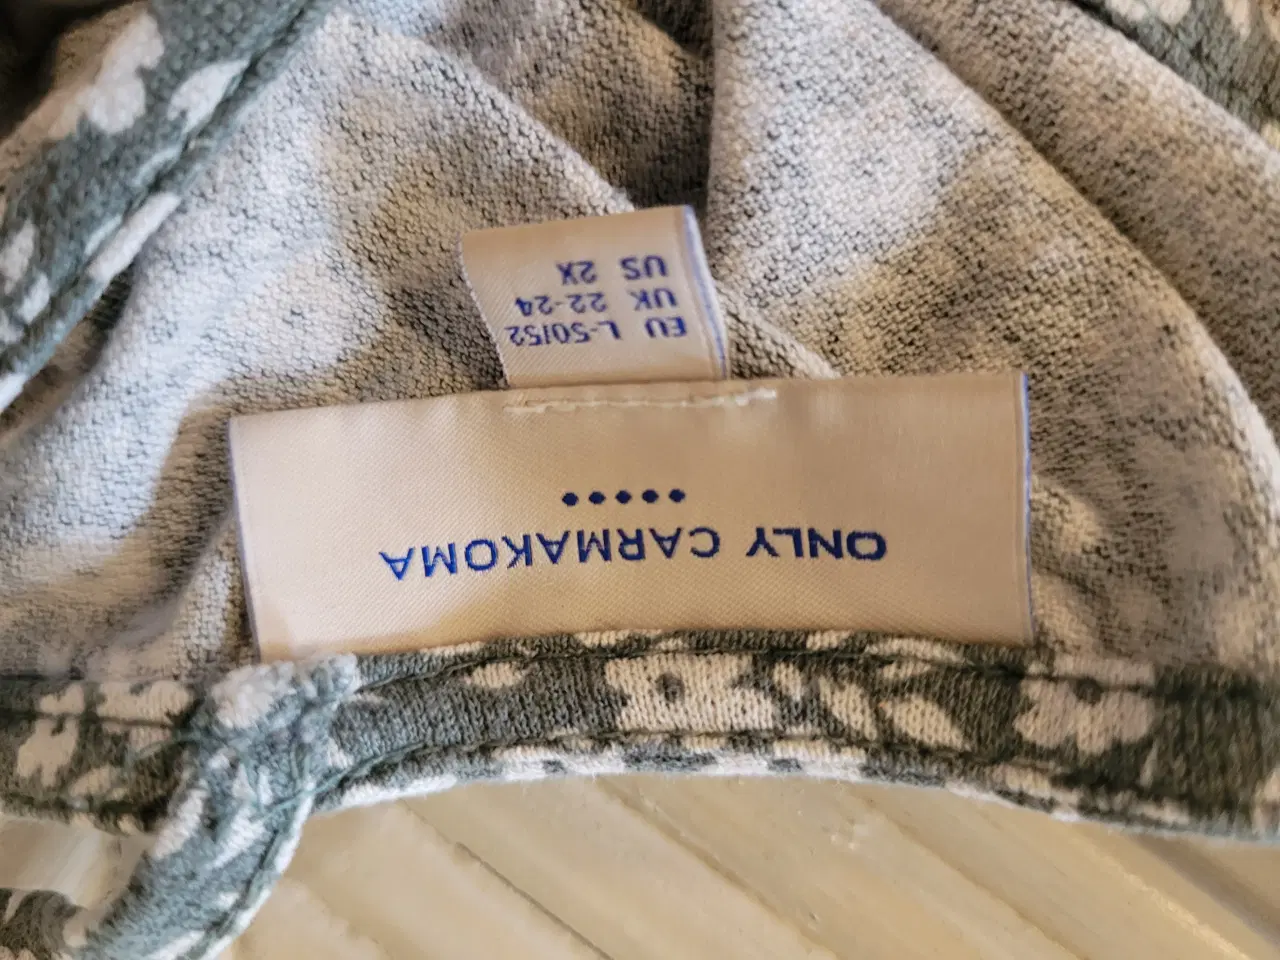 ONLY CARMAKOMA
•••••
EU L-50/52
UK 22-24
US 2X